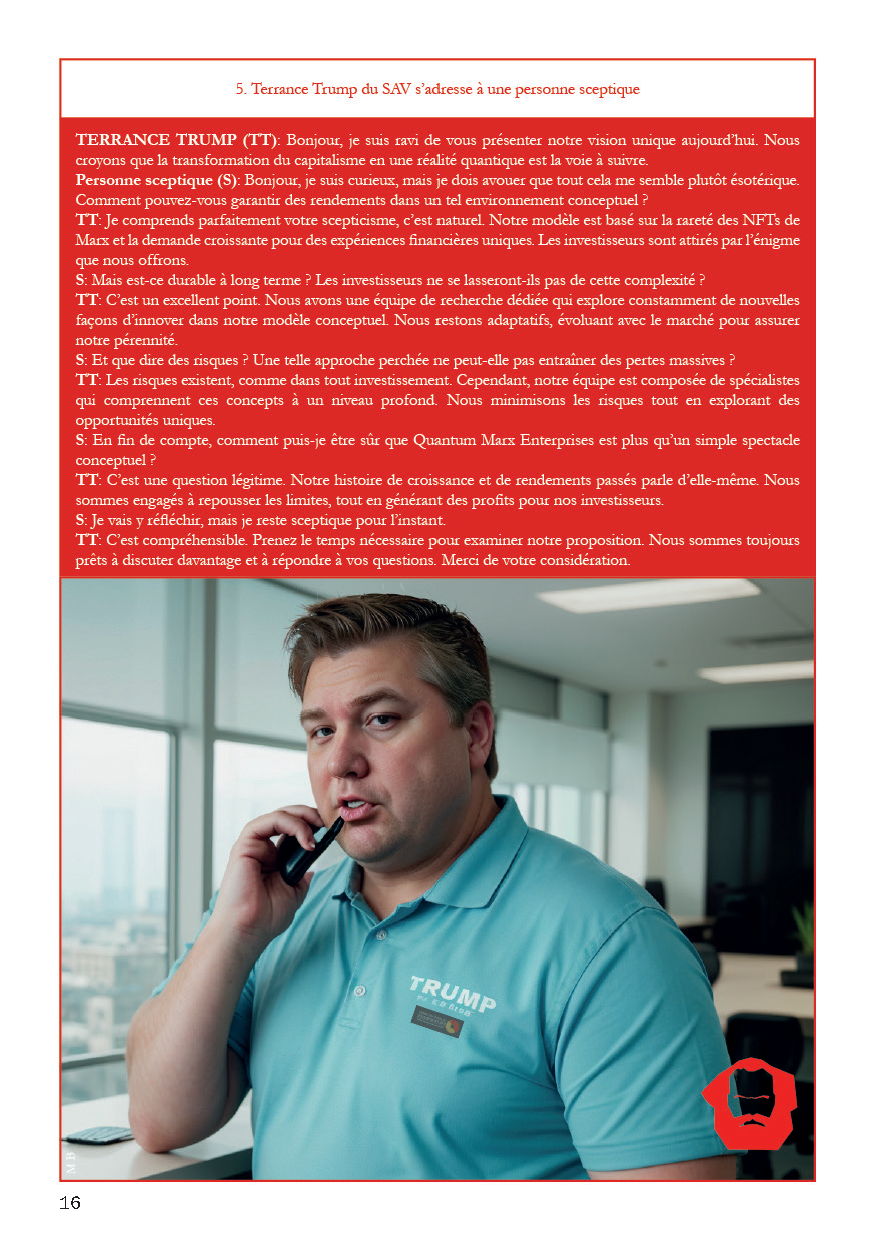 5. Terrance Trump du SAV s’adresse à une personne sceptique
TERRANCE TRUMP (TT): Bonjour, je suis ravi de vous présenter notre vision unique aujourd’hui. Nous
croyons que la transformation du capitalisme en une réalité quantique est la voie à suivre.
Personne sceptique (S): Bonjour, je suis curieux, mais je dois avouer que tout cela me semble plutôt ésotérique.
Comment pouvez-vous garantir des rendements dans un tel environnement conceptuel ?
TT: Je comprends parfaitement votre scepticisme, c’est naturel. Notre modèle est basé sur la rareté des NFTs de
Marx et la demande croissante pour des expériences financières uniques. Les investisseurs sont attirés par l’énigme
que nous offrons.
S: Mais est-ce durable à long terme ? Les investisseurs ne se lasseront-ils pas de cette complexité ?
TT: C’est un excellent point. Nous avons une équipe de recherche dédiée qui explore constamment de nouvelles
façons d’innover dans notre modèle conceptuel. Nous restons adaptatifs, évoluant avec le marché pour assurer
notre pérennité.
S: Et que dire des risques ? Une telle approche perchée ne peut-elle pas entraîner des pertes massives ?
TT: Les risques existent, comme dans tout investissement. Cependant, notre équipe est composée de spécialistes
qui comprennent ces concepts à un niveau profond. Nous minimisons les risques tout en explorant des
opportunités uniques.
S: En fin de compte, comment puis-je être sûr que Quantum Marx Enterprises est plus qu’un simple spectacle
conceptuel ?
TT: C’est une question légitime. Notre histoire de croissance et de rendements passés parle d’elle-même. Nous
sommes engagés à repousser les limites, tout en générant des profits pour nos investisseurs.
S: Je vais y réfléchir, mais je reste sceptique pour l’instant.
TT: C’est compréhensible. Prenez le temps nécessaire pour examiner notre proposition. Nous sommes toujours
prêts à discuter davantage et à répondre à vos questions. Merci de votre considération.
TRUMP
M B
16